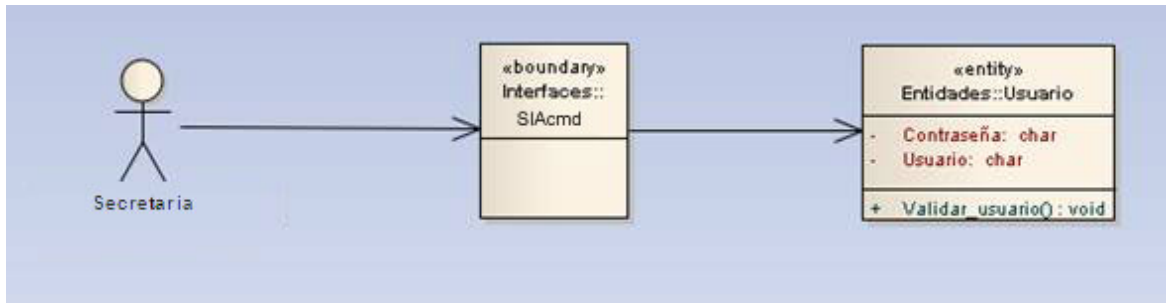 Secretaria
«boundary»
Interfaces::
SIAcmd
«entity»
Entidades::Usuario
- Contraseña: char
- Usuario: char
+ Validar_usuario() : void